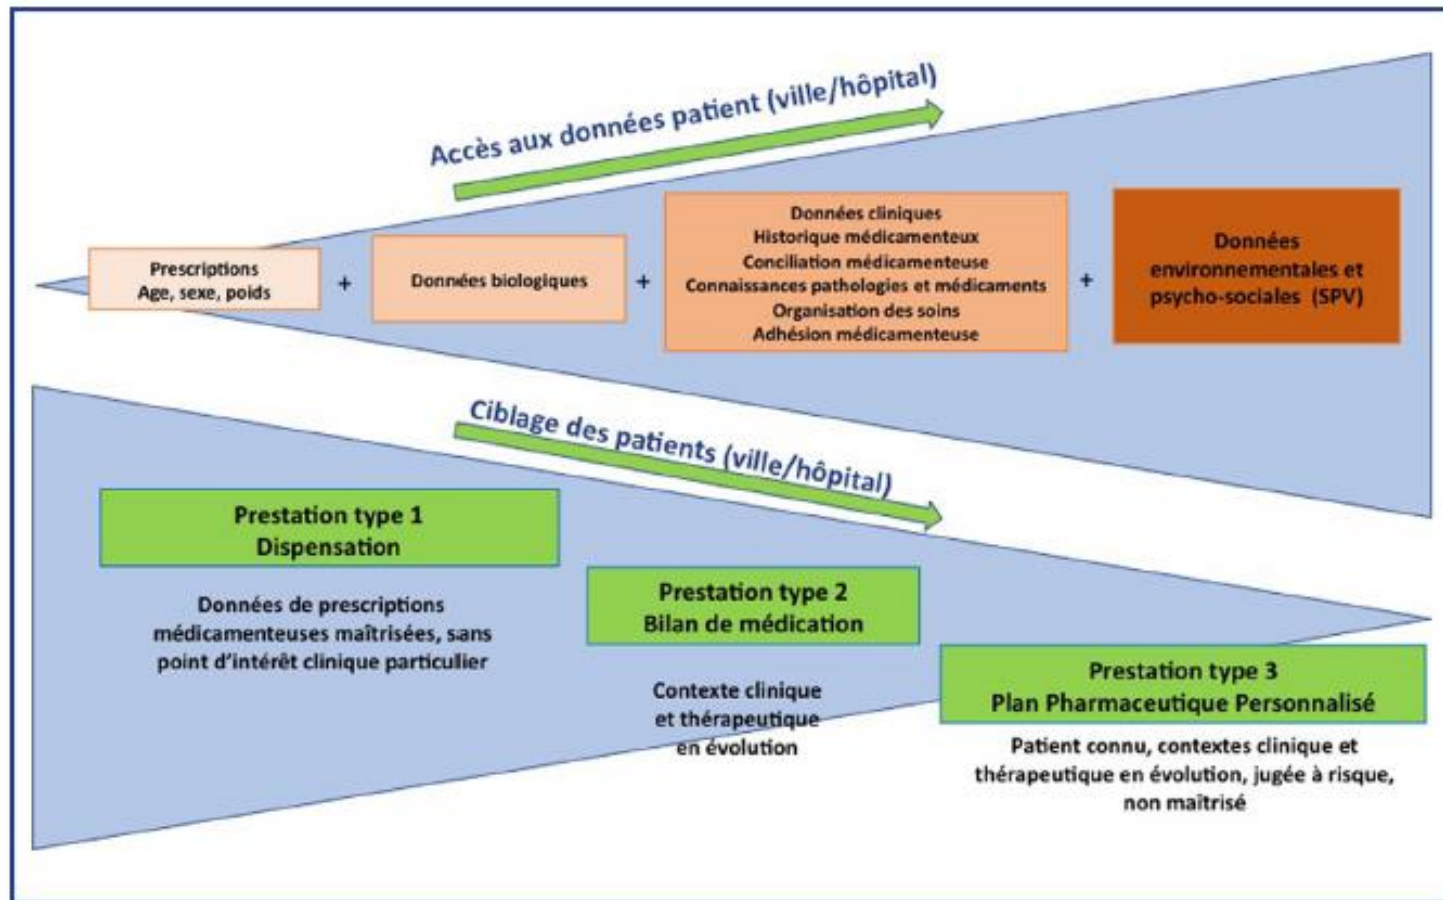 Accès aux données patient (ville/hôpital)
Prescriptions
Age, sexe, poids
+
Données biologiques
+
Données cliniques
Historique médicamenteux
Conciliation médicamenteuse
Connaissances pathologies et médicaments
Organisation des soins
Adhésion médicamenteuse
+
Données
environnementales et
psycho-sociales (SPV)
Ciblage des patients (ville/hôpital)
Prestation type 1
Dispensation
Données de prescriptions
médicamenteuses maîtrisées, sans
point d'intérêt clinique particulier
Prestation type 2
Bilan de médication
Contexte clinique
et thérapeutique
en évolution
Prestation type 3
Plan Pharmaceutique Personnalisé
Patient connu, contextes clinique et
thérapeutique en évolution, jugée à risque,
non maîtrisé